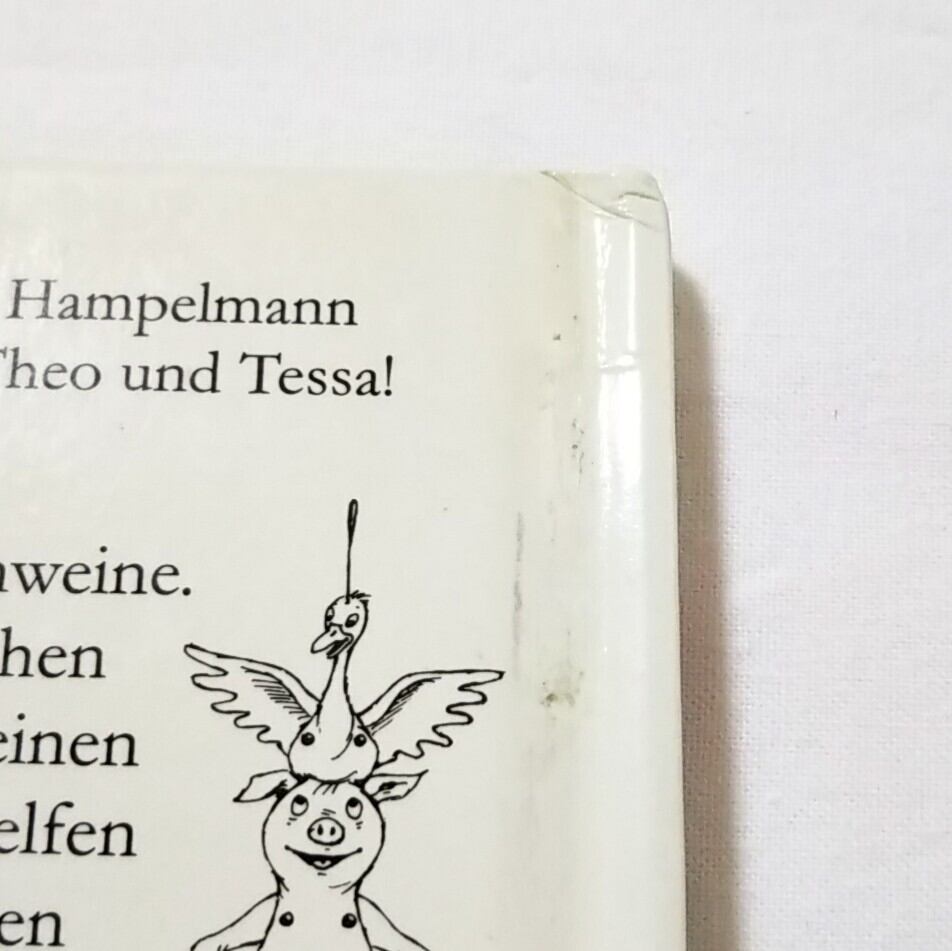 Hampelmann
Theo und Tessa!
weine.
hen
einen
elfen
en